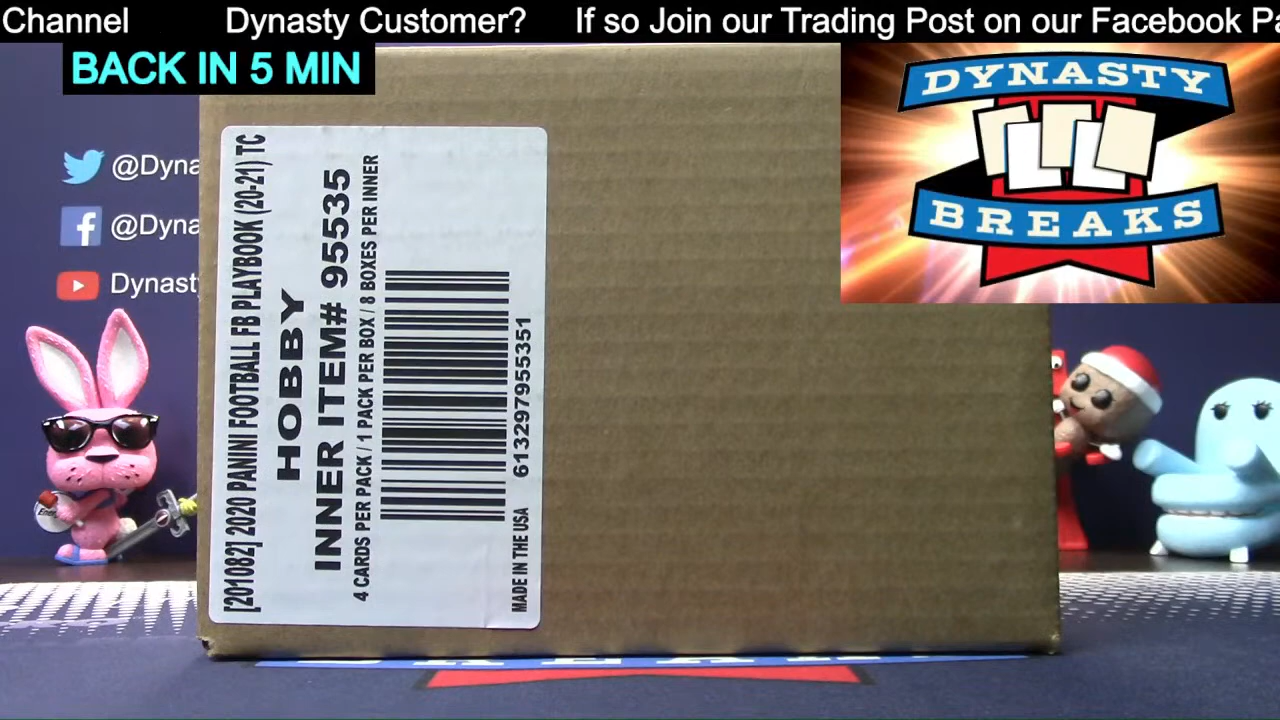 Channel Dynasty Customer? If so Join our Trading Post on our Facebook Pa
BACK IN 5 MIN
DYNASTY
BREAKS
@Dyna
@Dyna
Dynast
[201082] 2020 PANINI FOOTBALL FB PLAYBOOK (20-21) TC
HOBBY
INNER ITEM# 95535
4 CARDS PER PACK / 1 PACK PER BOX / 8 BOXES PER INNER
613297955351
MADE IN THE USA